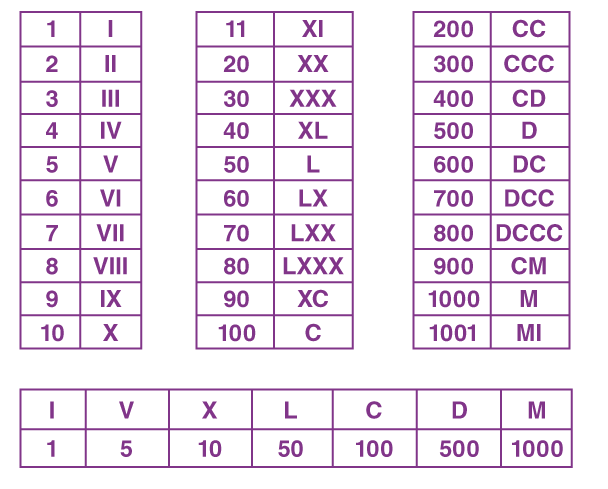 1 I 11 XI 200 CC
2 II 20 XX 300 CCC
3 III 30 XXX 400 CD
4 IV 40 XL 500 D
5 V 50 L 600 DC
6 VI 60 LX 700 DCC
7 VII 70 LXX 800 DCCC
8 VIII 80 LXXX 900 CM
9 IX 90 XC 1000 M
10 X 100 C 1001 MI
I V X L C D M
1 5 10 50 100 500 1000